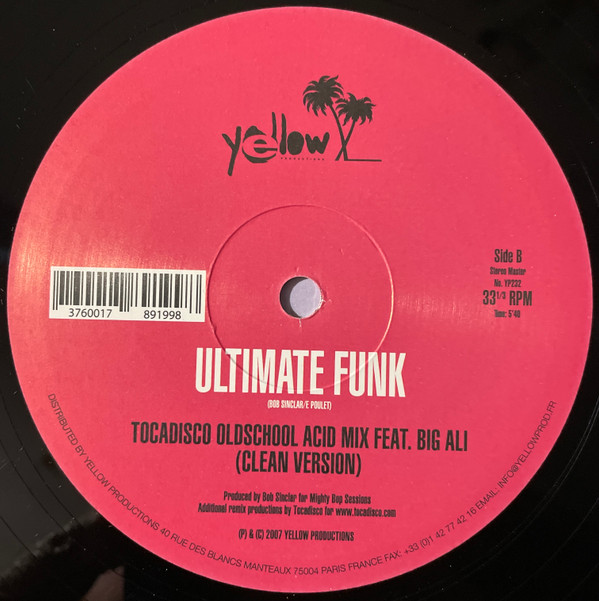 yellow
PRODUCTIONS
Side B
Stereo Master
No. YP232
33 1/3 RPM
Time: 5'40
3760017 891998
ULTIMATE FUNK
(BOB SINCLAR/E POULET)
TOCADISCO OLDSCHOOL ACID MIX FEAT. BIG ALI
(CLEAN VERSION)
Produced by Bob Sinclar for Mighty Bop Sessions
Additional remix productions by Tocadisco for www.tocadisco.com
(P) & (C) 2007 YELLOW PRODUCTIONS
DISTRIBUTED BY YELLOW PRODUCTIONS 40 RUE DES BLANCS MANTEAUX 75004 PARIS FRANCE FAX: +33 (0)1 42 77 42 16 EMAIL: INFO@YELLOWPROD.FR